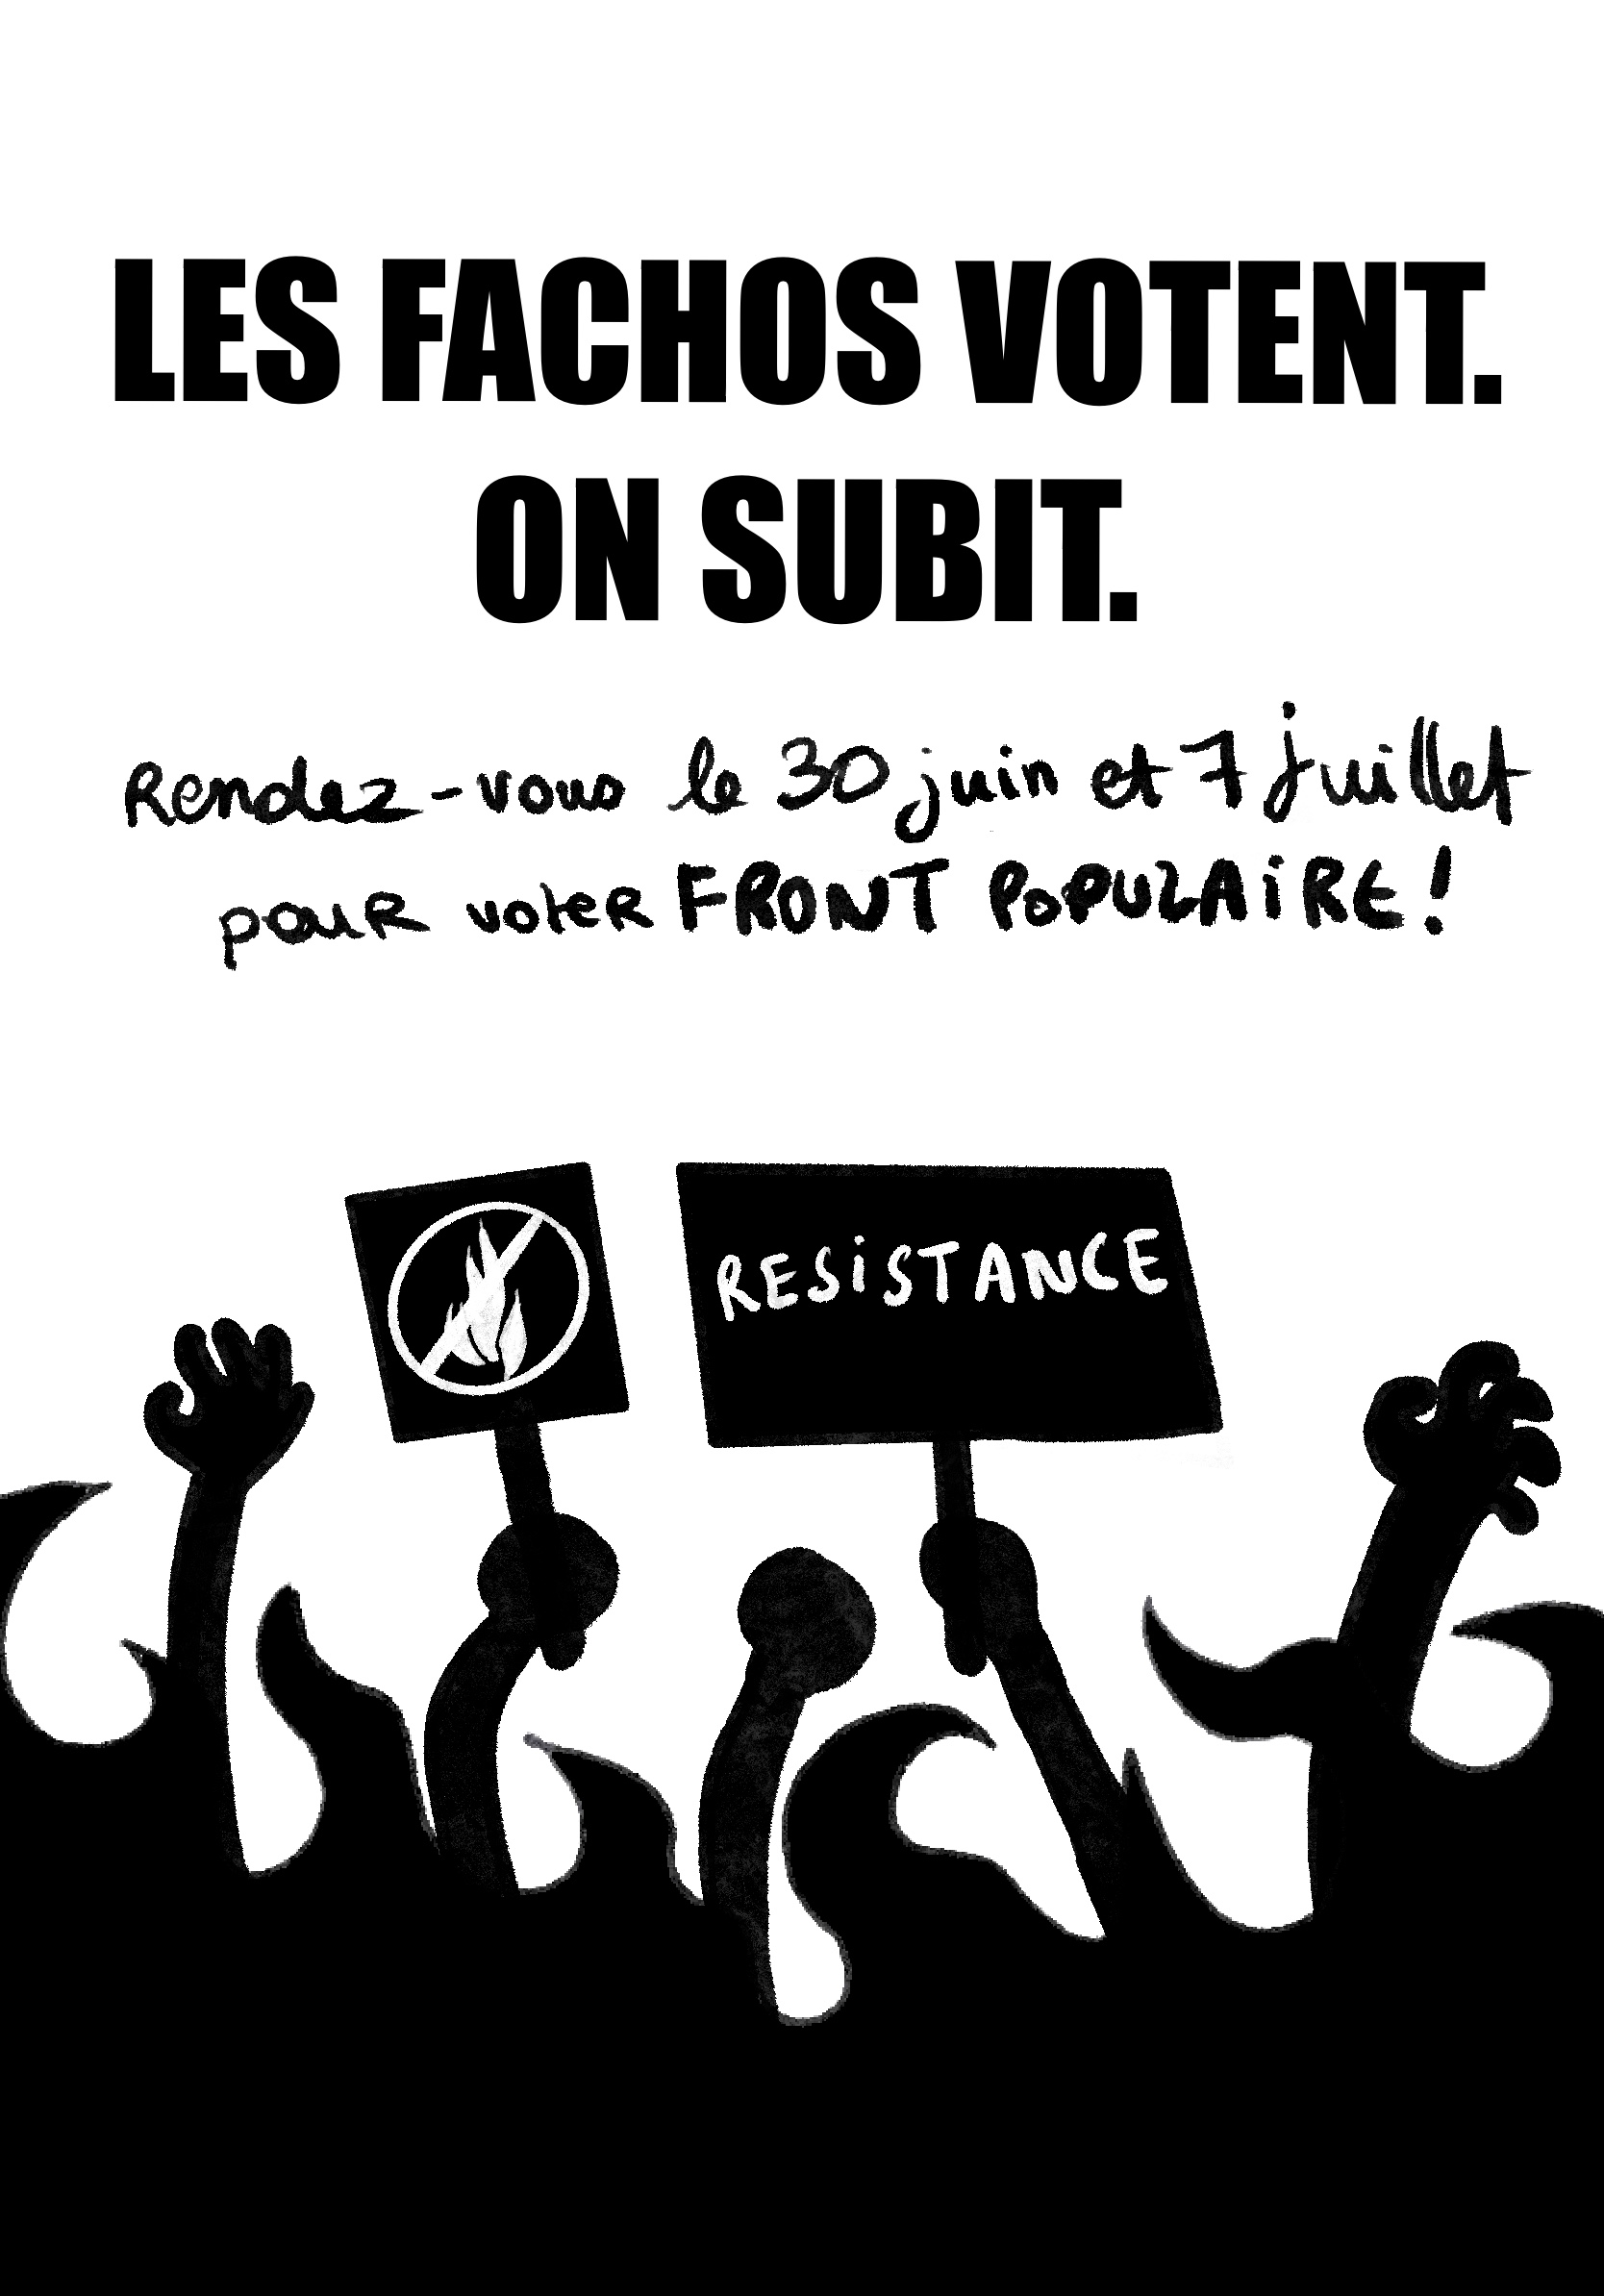 LES FACHOS VOTENT.
ON SUBIT.
Rendez-vous le 30 juin et 7 juillet
pour voter FRONT POPULAIRE !
RESISTANCE